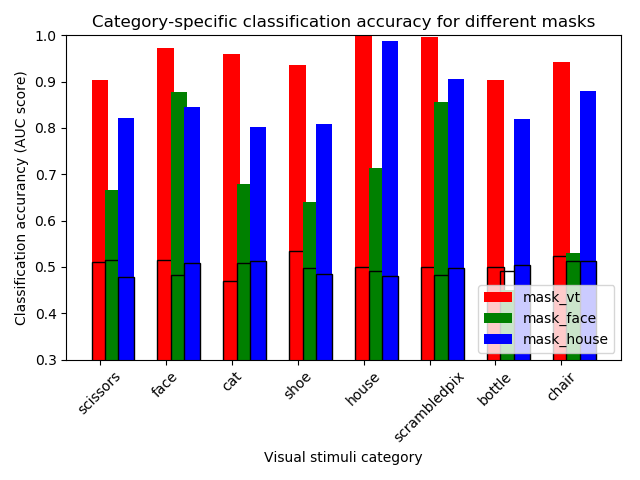 Category-specific classification accuracy for different masks
Classification accurancy (AUC score)
1.0
0.9
0.8
0.7
0.6
0.5
0.4
0.3
mask_vt
mask_face
mask_house
scissors
face
cat
shoe
house
scrambledpix
bottle
chair
Visual stimuli category